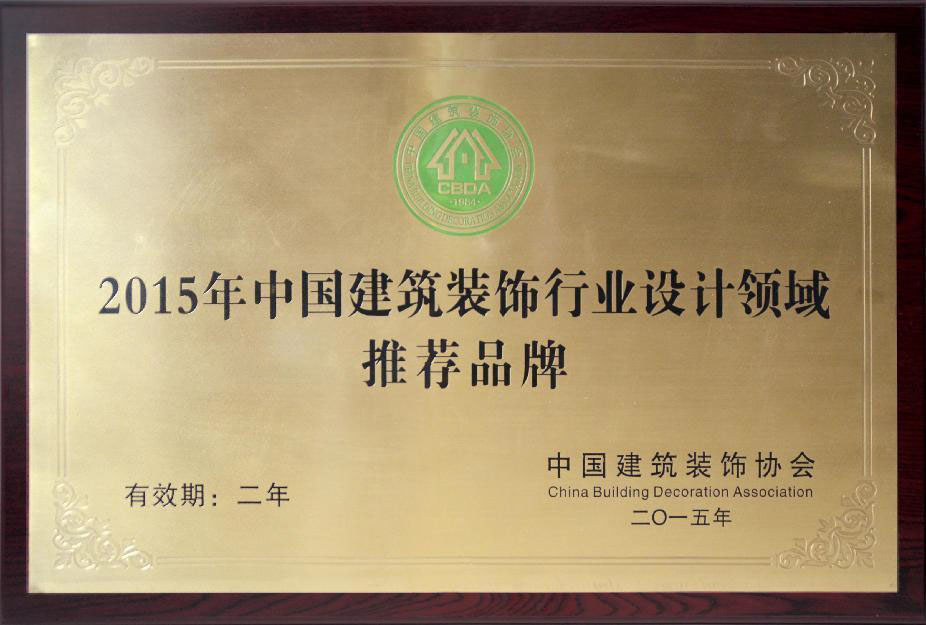 中国建筑装饰协会
CBDA
·1984·
2015年中国建筑装饰行业设计领域
推荐品牌
有效期：二年
中国建筑装饰协会
China Building Decoration Association
二〇一五年